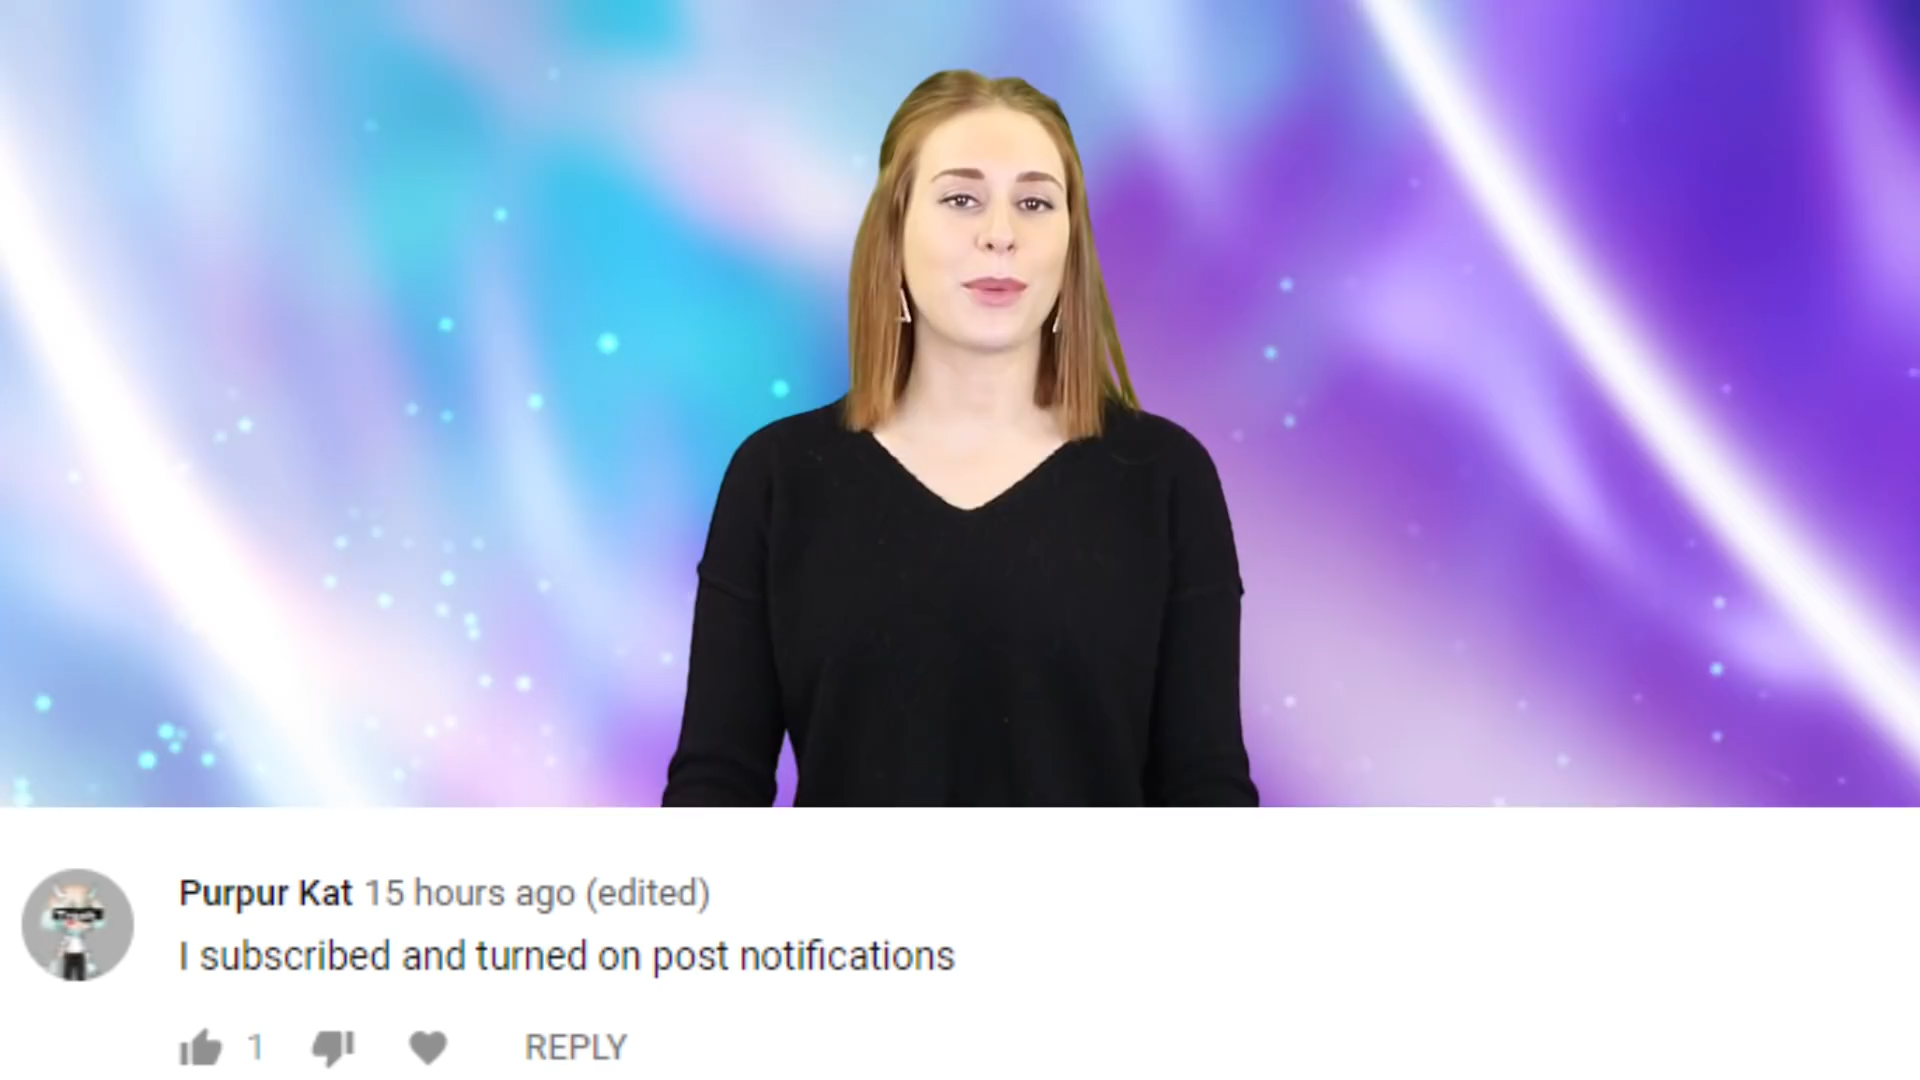 Purpur Kat 15 hours ago (edited)
I subscribed and turned on post notifications
1 REPLY